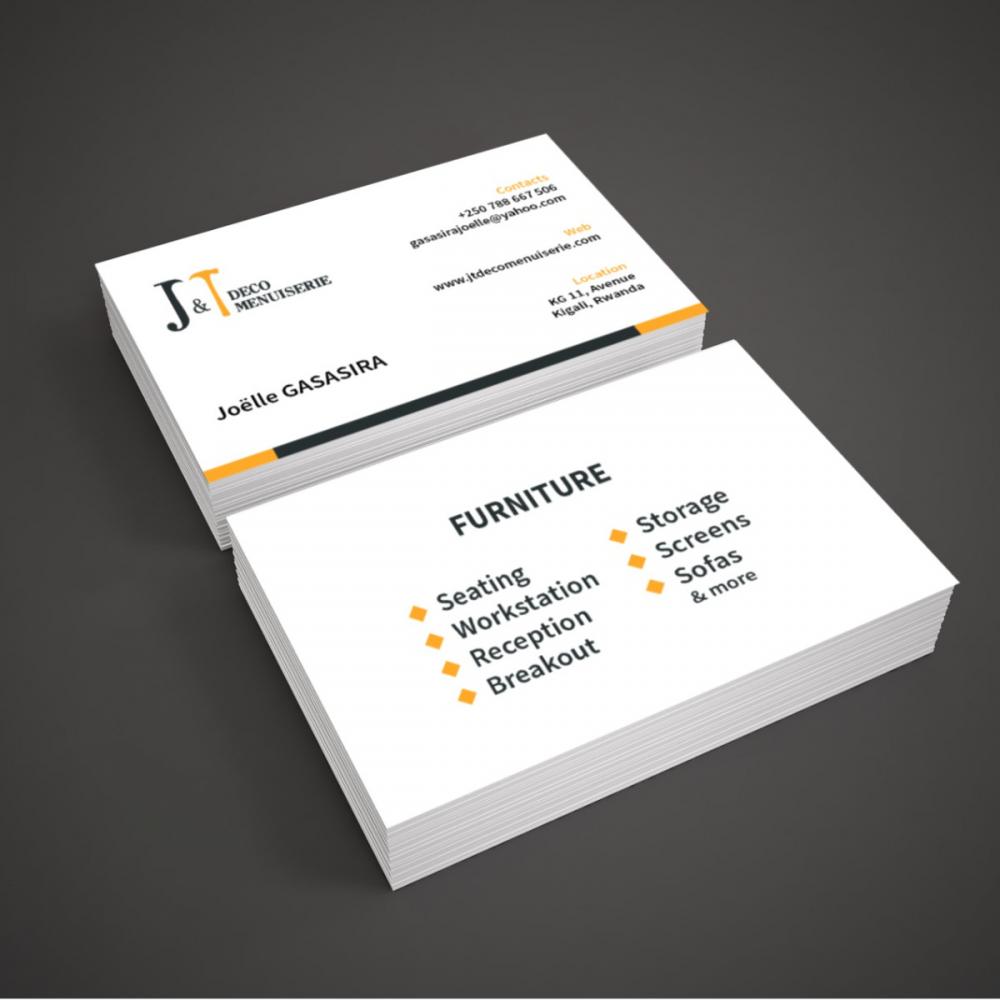 J & T DECO
MENUISERIE
Joëlle GASASIRA
Contacts
+250 788 667 506
gasasirajoelle@yahoo.com
Web
www.jtdecomenuiserie.com
Location
KG 11, Avenue
Kigali, Rwanda
FURNITURE
Seating
Workstation
Reception
Breakout
Storage
Screens
Sofas
& more